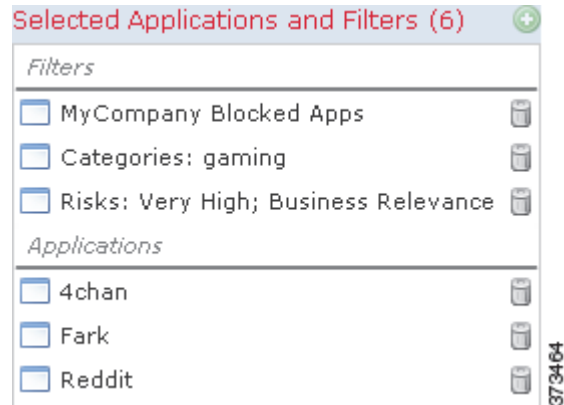 Selected Applications and Filters (6)
Filters
MyCompany Blocked Apps
Categories: gaming
Risks: Very High; Business Relevance
Applications
4chan
Fark
Reddit
373464